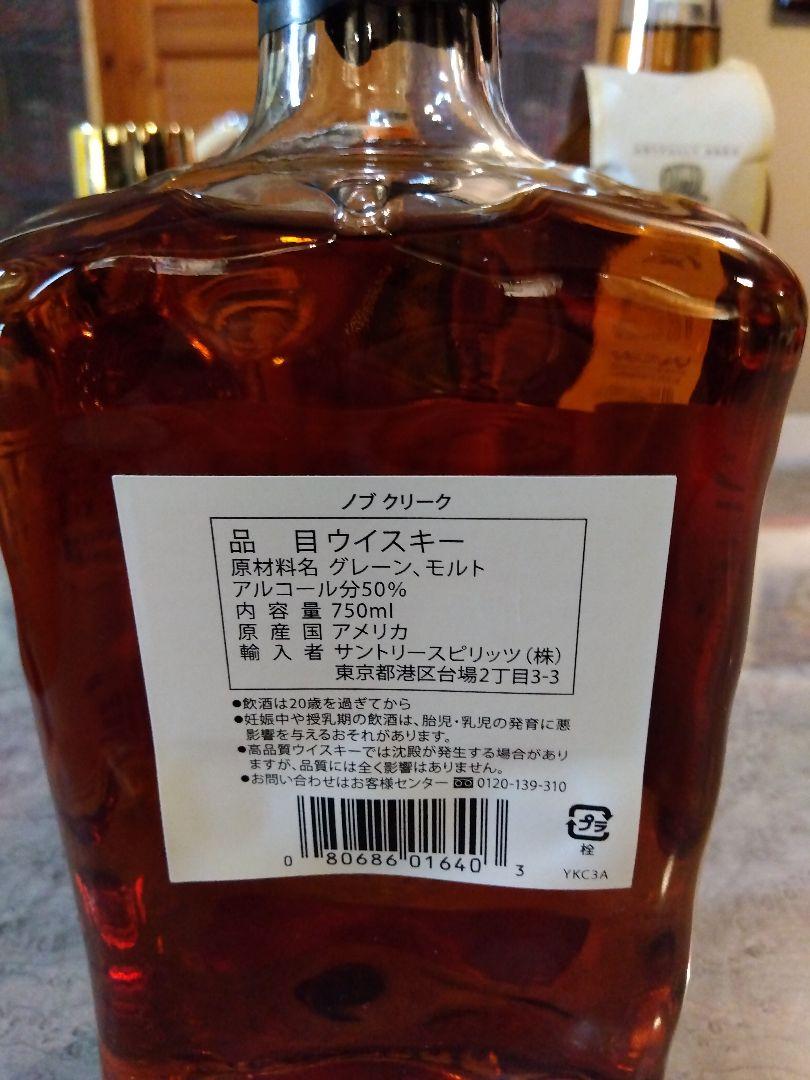 ノブ クリーク
品 目 ウイスキー
原材料名 グレーン、モルト
アルコール分50%
内容量 750ml
原産国 アメリカ
輸入者 サントリースピリッツ（株）
東京都港区台場2丁目3-3
●飲酒は20歳を過ぎてから
●妊娠中や授乳期の飲酒は、胎児・乳児の発育に悪
影響を与えるおそれがあります。
●高品質ウイスキーでは沈殿が発生する場合があり
ますが、品質には全く影響はありません。
●お問い合わせはお客様センター 0120-139-310
0 80686 01640 3
プラ
栓
YKC3A